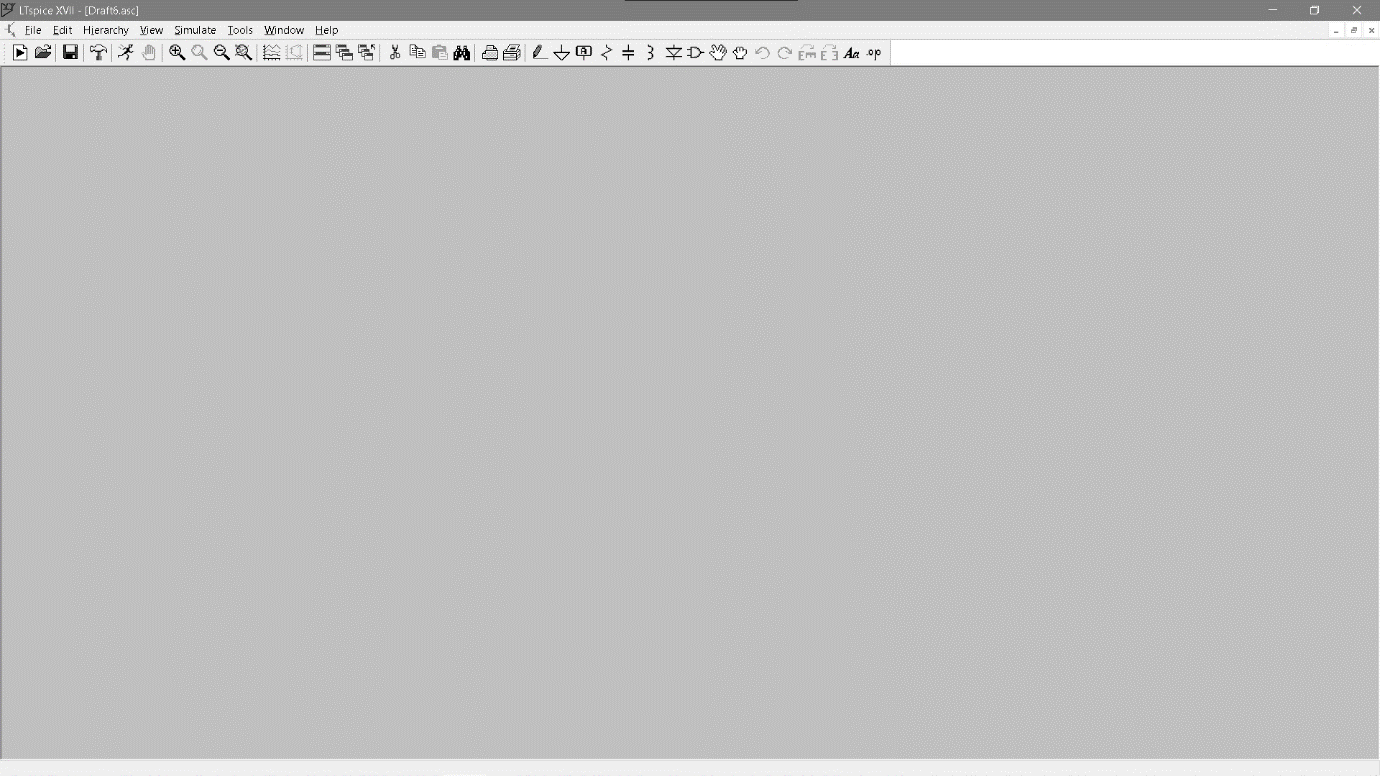 LTspice XVII - [Draft6.asc]
File Edit Hierarchy View Simulate Tools Window Help
Aa .op